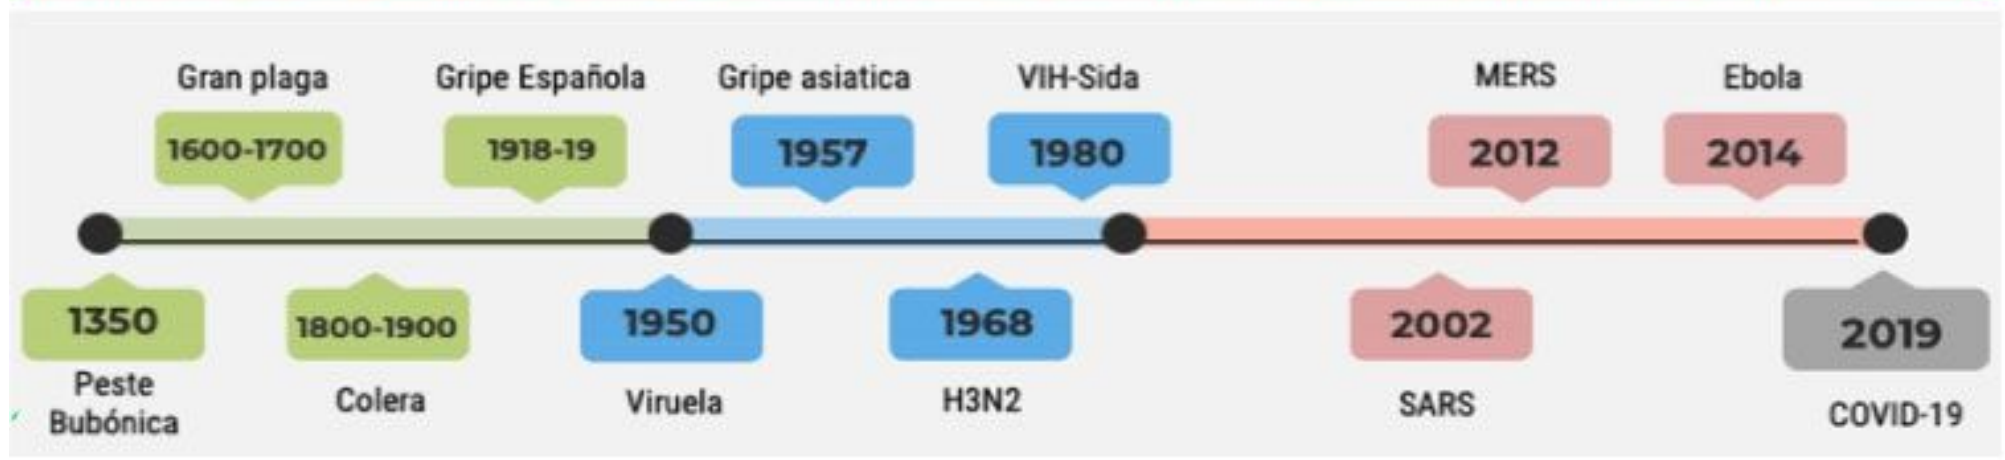 Gran plaga
Gripe Española
Gripe asiatica
VIH-Sida
MERS
Ebola
1600-1700
1918-19
1957
1980
2012
2014
1350
1800-1900
1950
1968
2002
2019
Peste
Bubónica
Colera
Viruela
H3N2
SARS
COVID-19